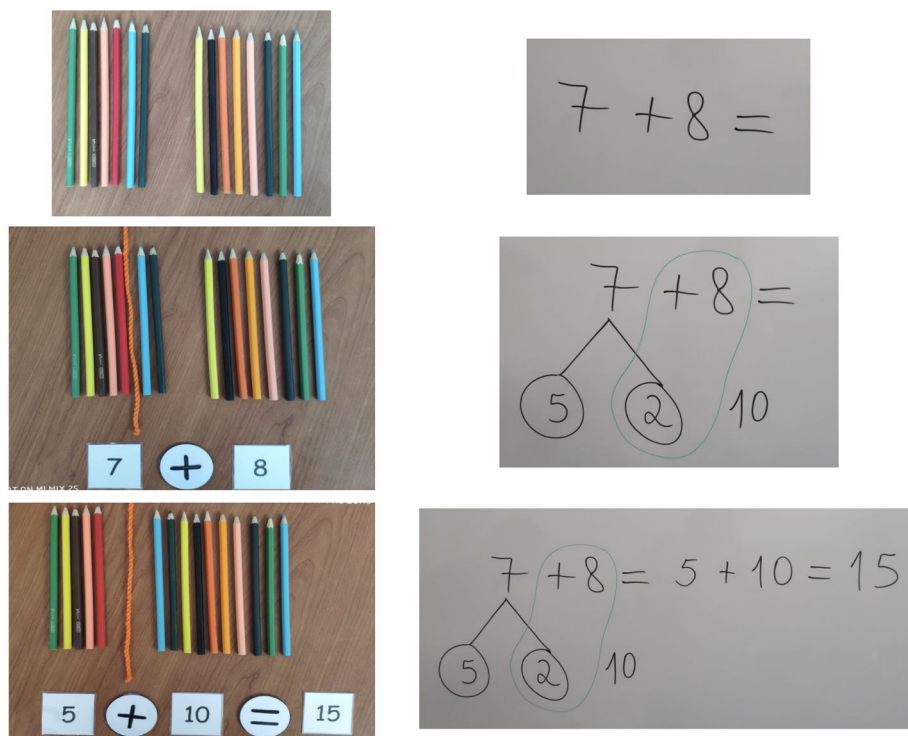 7 + 8 =
7 + 8 =
5 2 10
7 + 8
7 + 8 = 5 + 10 = 15
5 2 10
5 + 10 = 15